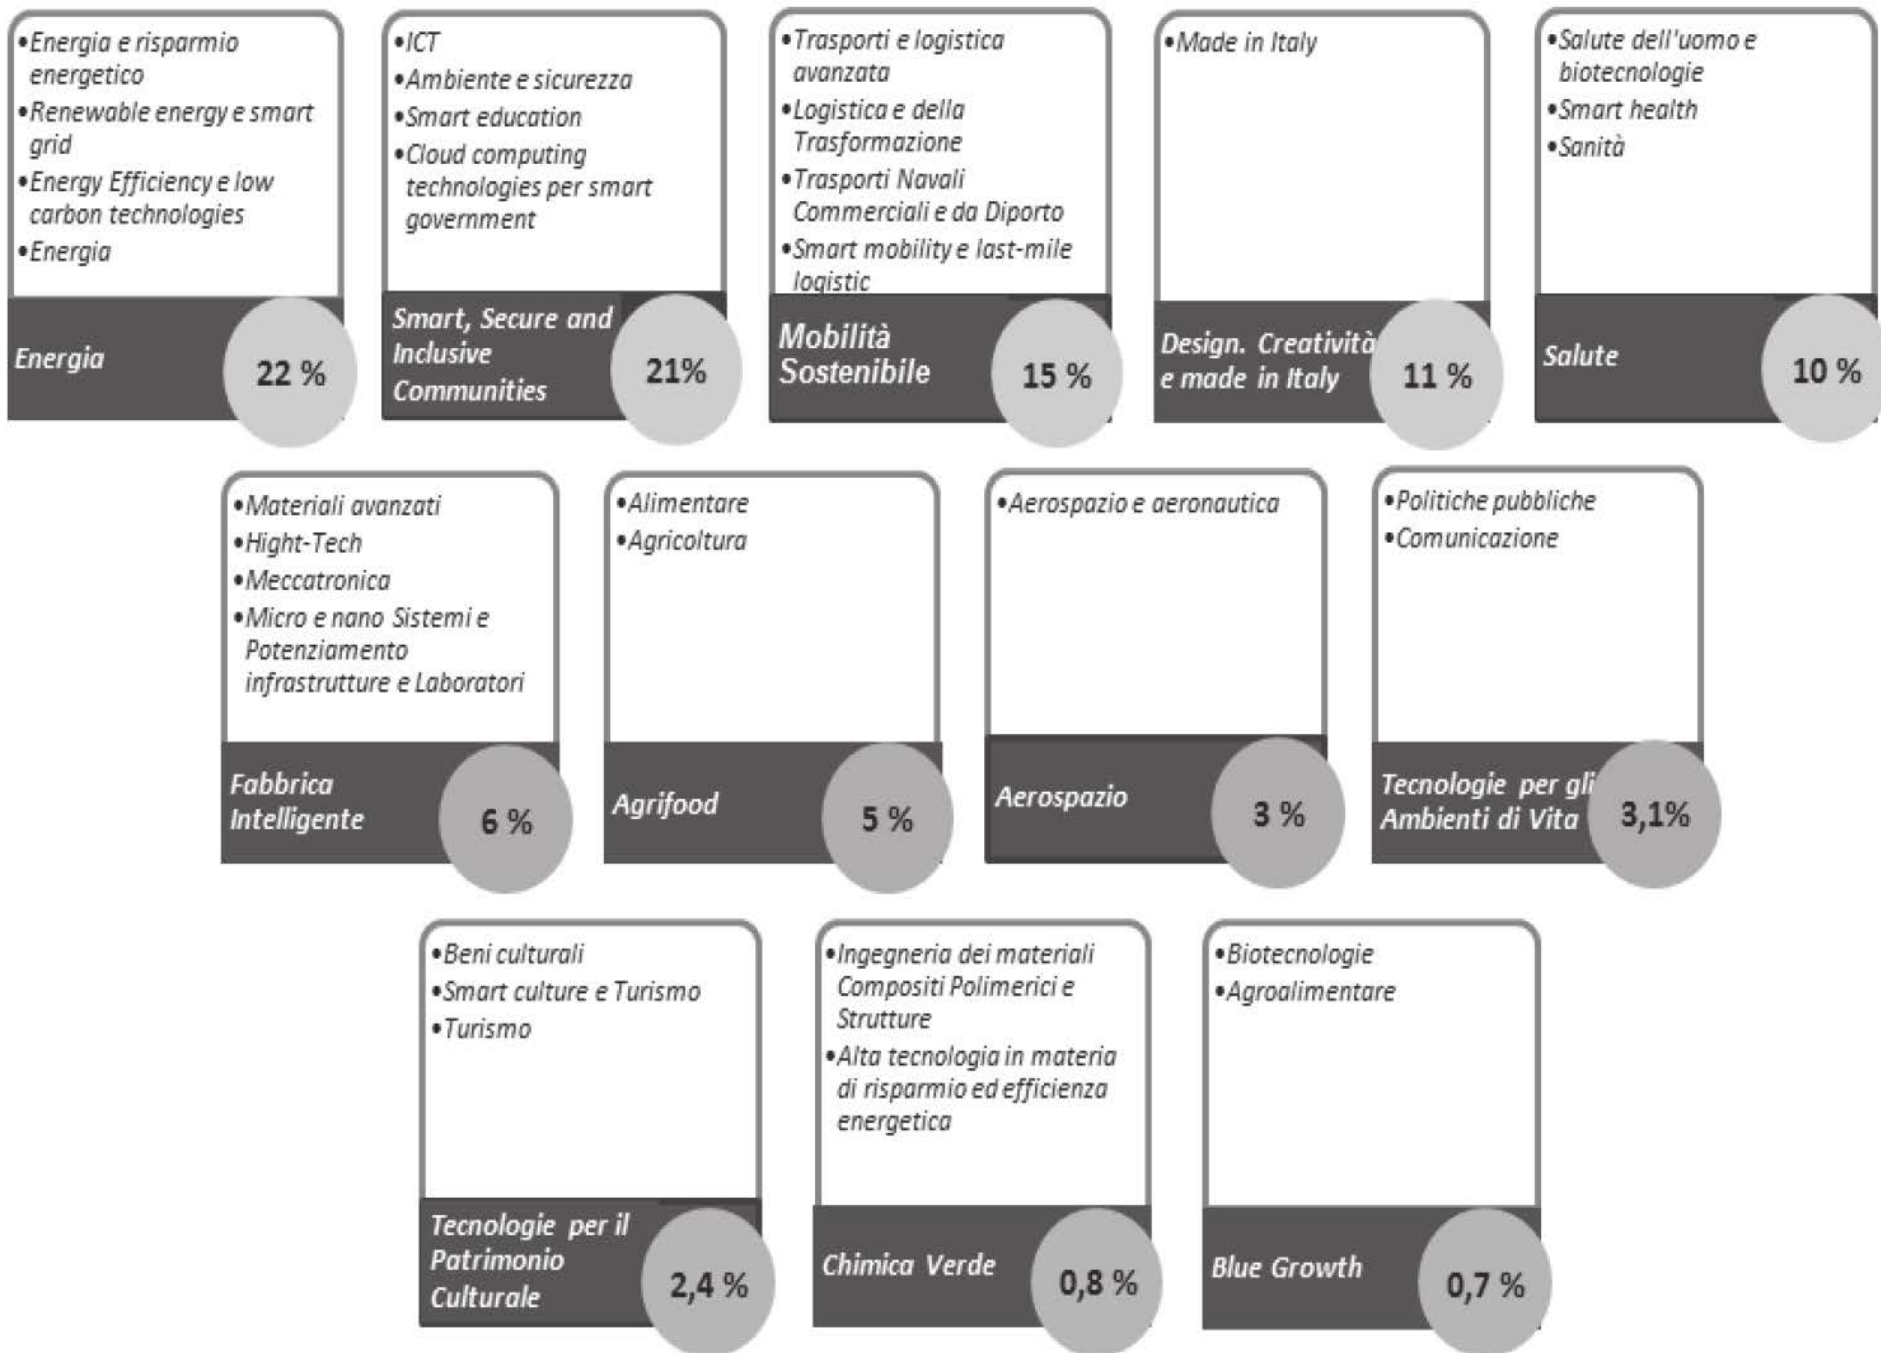 •Energia e risparmio
energetico
•Renewable energy e smart
grid
•Energy Efficiency e low
carbon technologies
•Energia
Energia
22 %
•ICT
•Ambiente e sicurezza
•Smart education
•Cloud computing
technologies per smart
government
Smart, Secure and
Inclusive
Communities
21%
•Trasporti e logistica
avanzata
•Logistica e della
Trasformazione
•Trasporti Navali
Commerciali e da Diporto
•Smart mobility e last-mile
logistic
Mobilità
Sostenibile
15 %
•Made in Italy
Design. Creatività
e made in Italy
11 %
•Salute dell'uomo e
biotecnologie
•Smart health
•Sanità
Salute
10 %
•Materiali avanzati
•Hight-Tech
•Meccatronica
•Micro e nano Sistemi e
Potenziamento
infrastrutture e Laboratori
Fabbrica
Intelligente
6 %
•Alimentare
•Agricoltura
Agrifood
5 %
•Aerospazio e aeronautica
Aerospazio
3 %
•Politiche pubbliche
•Comunicazione
Tecnologie per gli
Ambienti di Vita
3,1%
•Beni culturali
•Smart culture e Turismo
•Turismo
Tecnologie per il
Patrimonio
Culturale
2,4 %
•Ingegneria dei materiali
Compositi Polimerici e
Strutture
•Alta tecnologia in materia
di risparmio ed efficienza
energetica
Chimica Verde
0,8 %
•Biotecnologie
•Agroalimentare
Blue Growth
0,7 %